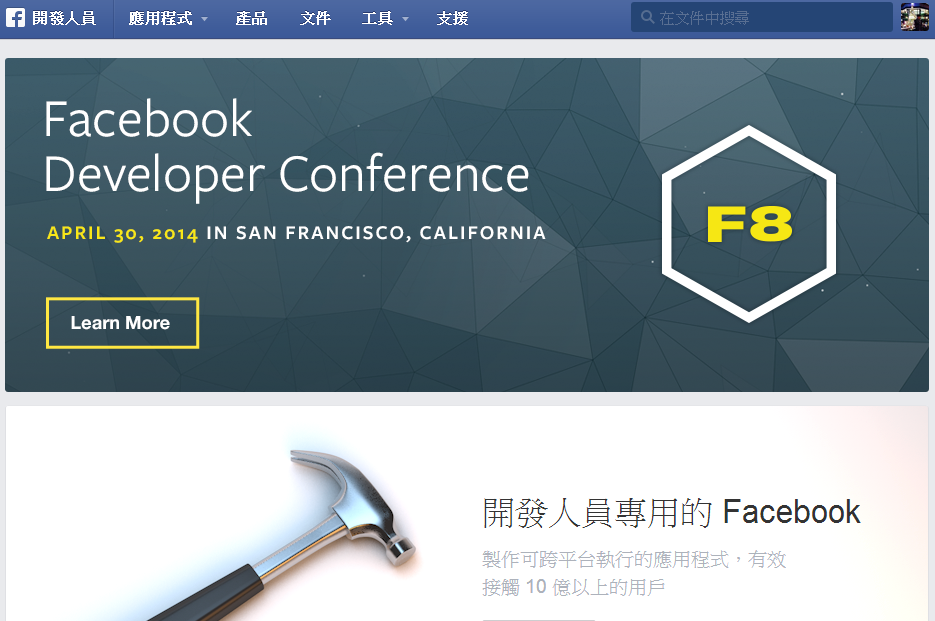 開發人員 應用程式 產品 文件 工具 支援 在文件中搜尋
Facebook
Developer Conference
APRIL 30, 2014 IN SAN FRANCISCO, CALIFORNIA
F8
Learn More
開發人員專用的 Facebook
製作可跨平台執行的應用程式，有效
接觸 10 億以上的用戶